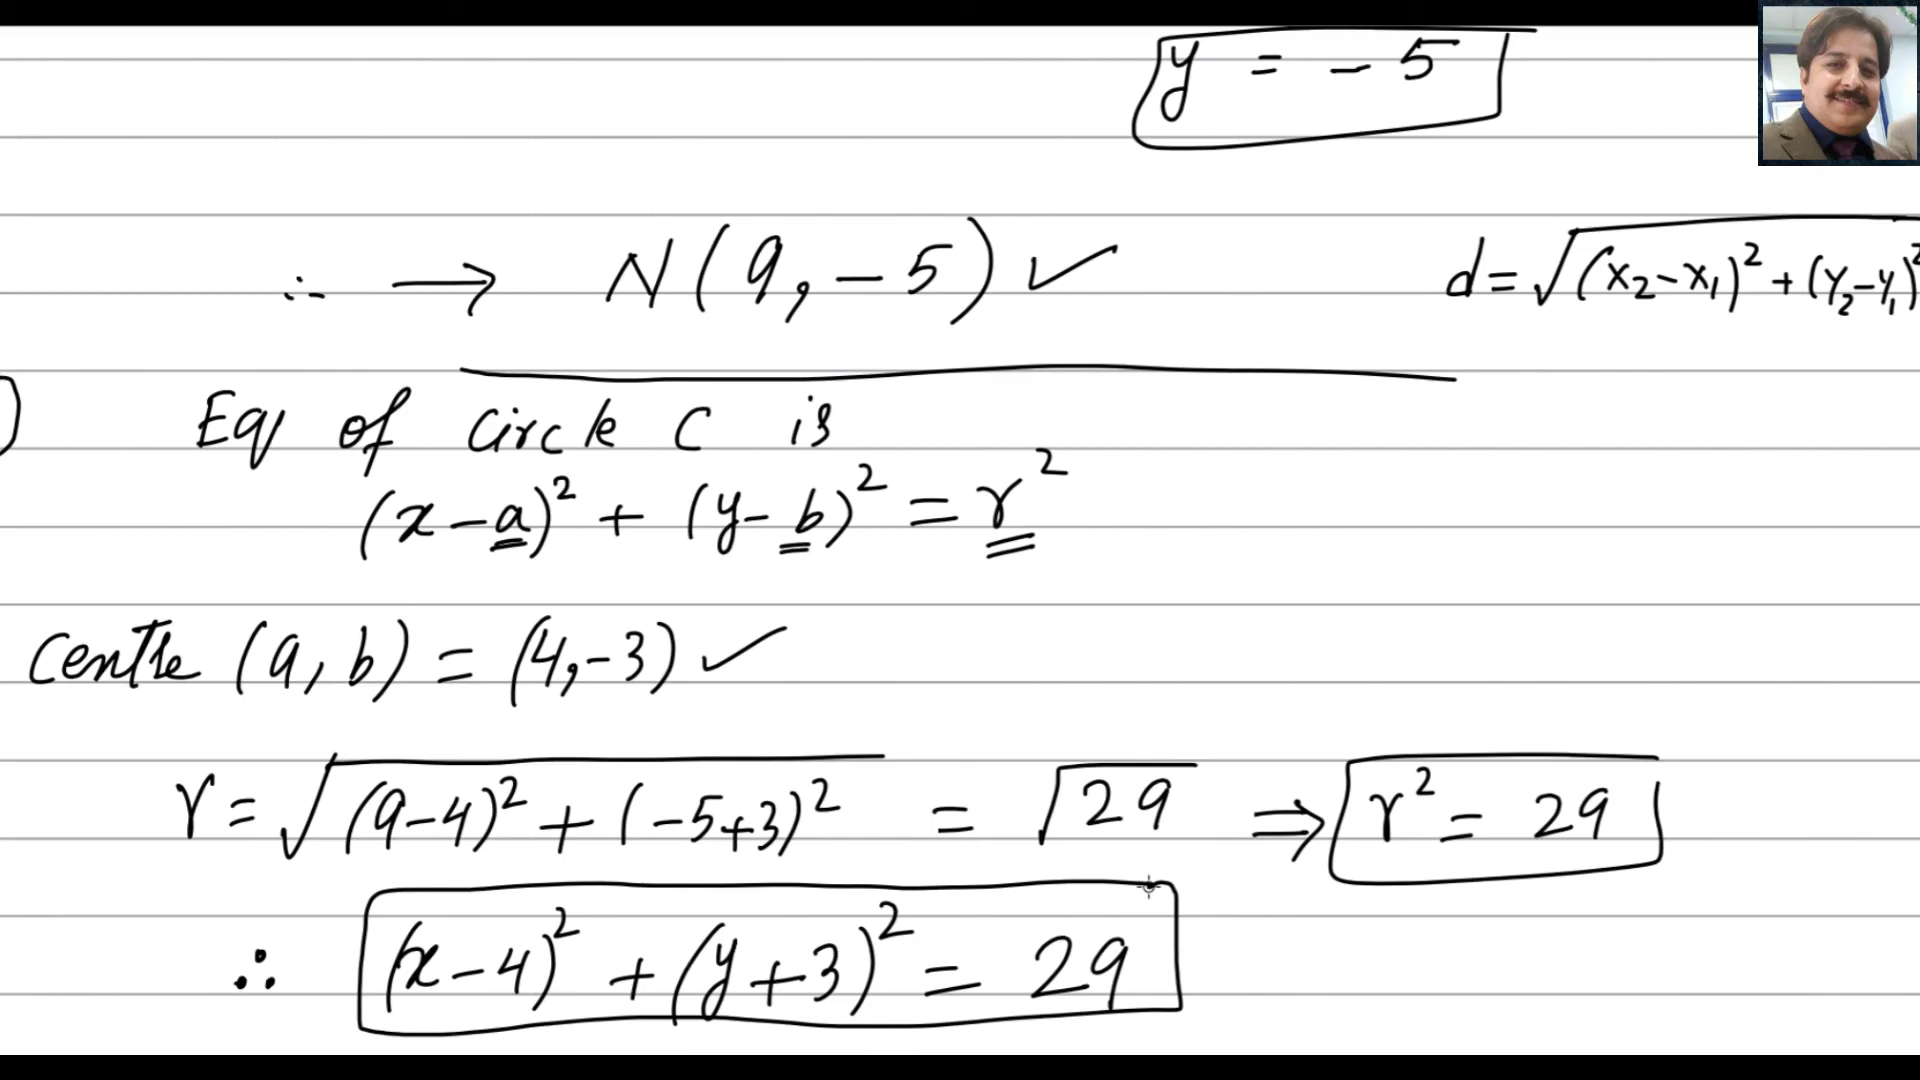 y = - 5
∴ → N(9, -5) ✓
d = √(x₂-x₁)² + (y₂-y₁)²
)
Eq of circle C is
(x - a)² + (y - b)² = r²
Centre (a, b) = (4, -3) ✓
r = √(9-4)² + (-5+3)² = √29 ⇒ r² = 29
∴ (x-4)² + (y+3)² = 29